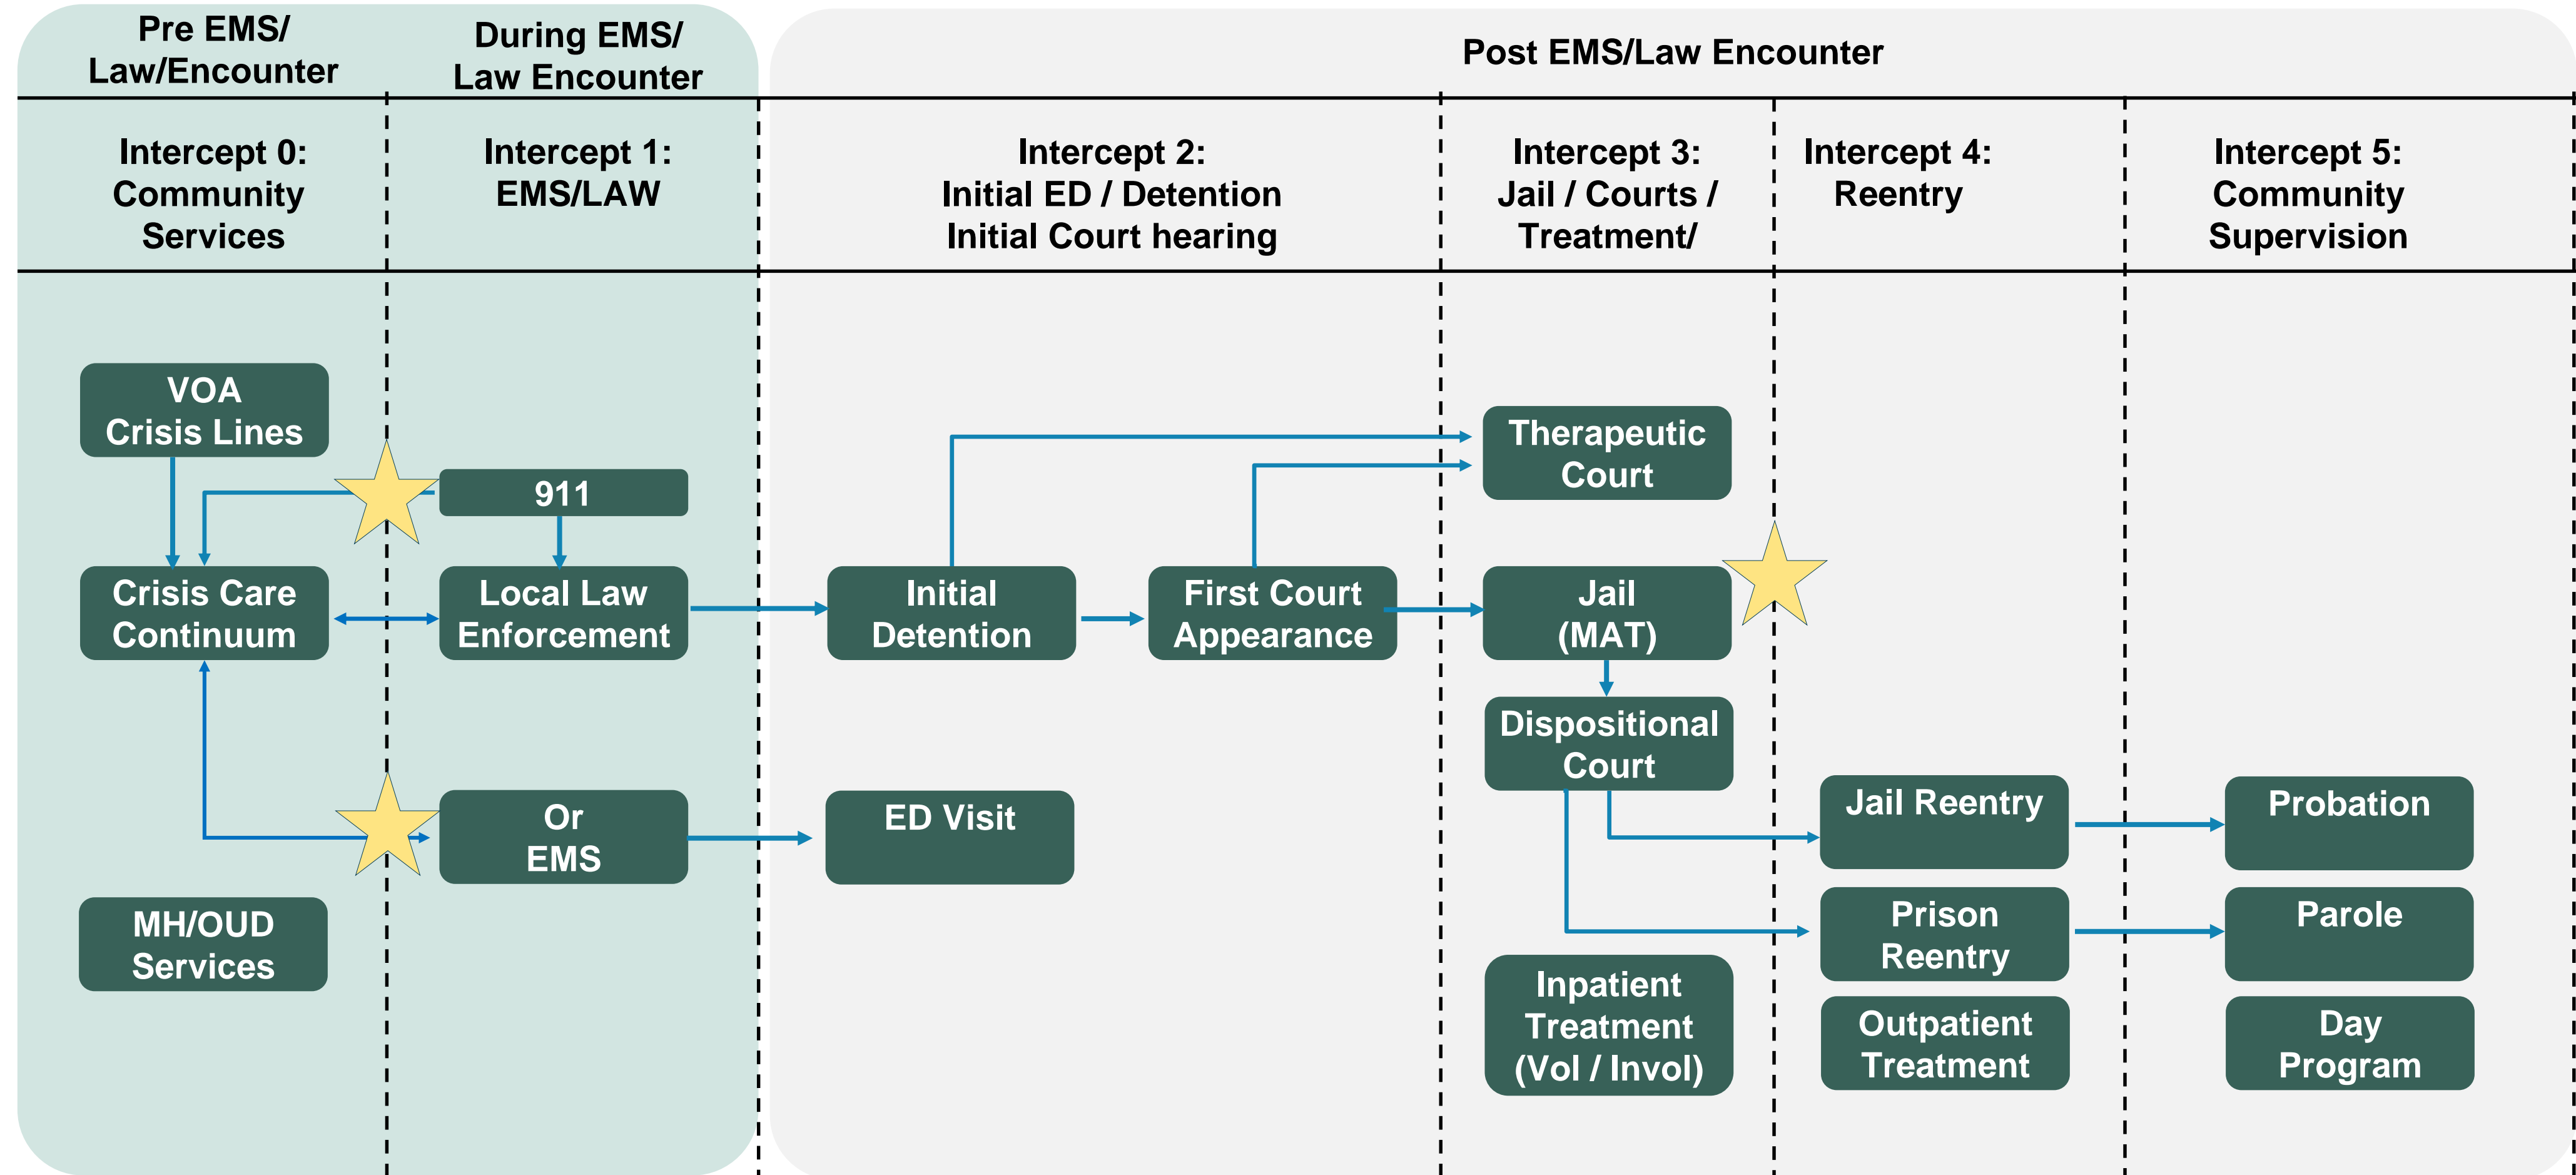 Pre EMS/
Law/Encounter
During EMS/
Law Encounter
Post EMS/Law Encounter
Intercept 0:
Community
Services
Intercept 1:
EMS/LAW
Intercept 2:
Initial ED / Detention
Initial Court hearing
Intercept 3:
Jail / Courts /
Treatment/
Intercept 4:
Reentry
Intercept 5:
Community
Supervision
VOA
Crisis Lines
911
Crisis Care
Continuum
Local Law
Enforcement
Or
EMS
MH/OUD
Services
Initial
Detention
First Court
Appearance
ED Visit
Therapeutic
Court
Jail
(MAT)
Dispositional
Court
Inpatient
Treatment
(Vol / Invol)
Jail Reentry
Prison
Reentry
Outpatient
Treatment
Probation
Parole
Day
Program